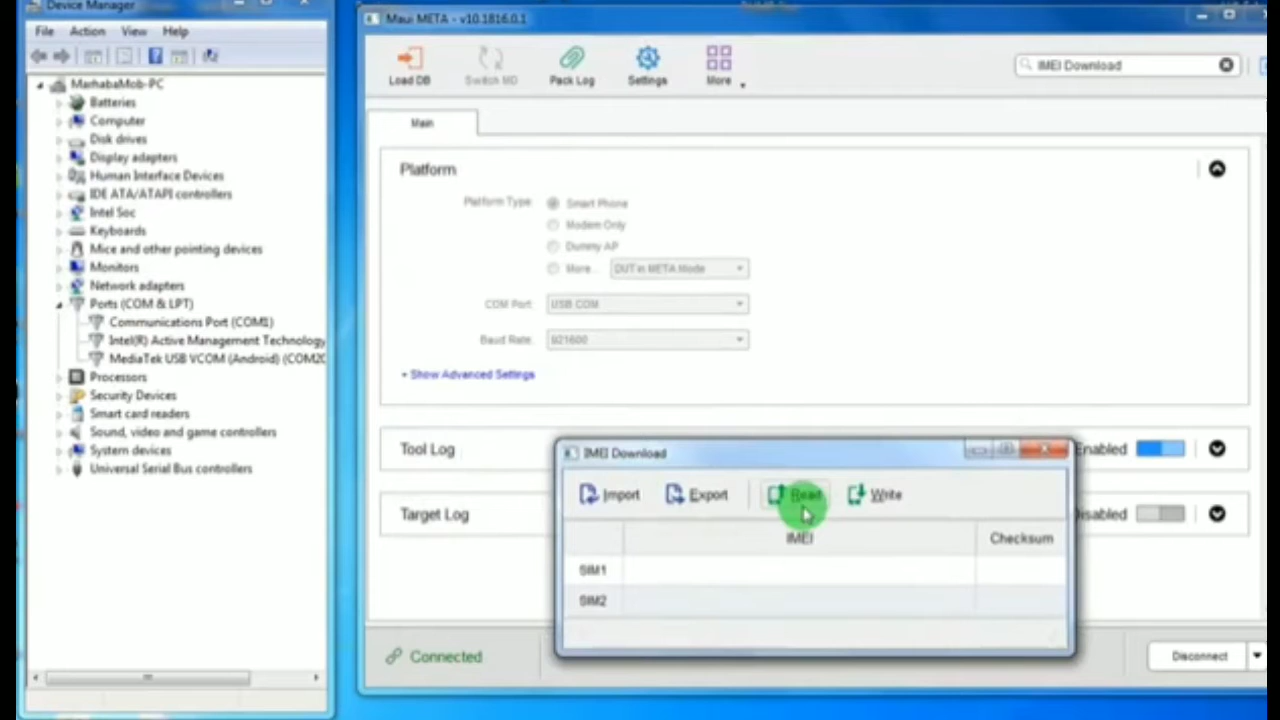 Device Manager
File Action View Help
MarhabaMob-PC
Batteries
Computer
Disk drives
Display adapters
Human Interface Devices
IDE ATA/ATAPI controllers
Intel Soc
Keyboards
Mice and other pointing devices
Monitors
Network adapters
Ports (COM & LPT)
Communications Port (COM1)
Intel(R) Active Management Technology
MediaTek USB VCOM (Android) (COM20
Processors
Security Devices
Smart card readers
Sound, video and game controllers
System devices
Universal Serial Bus controllers
Maui META - v10.1816.0.1
Load DB Switch MD Pack Log Settings More
IMEI Download
Main
Platform
Platform Type: Smart Phone
Modem Only
Dummy AP
More... DUT in META Mode
COM Port: USB COM
Baud Rate: 921600
Show Advanced Settings
Tool Log Enabled
Target Log Disabled
IMEI Download
Import Export Read Write
IMEI Checksum
SIM1
SIM2
Connected Disconnect